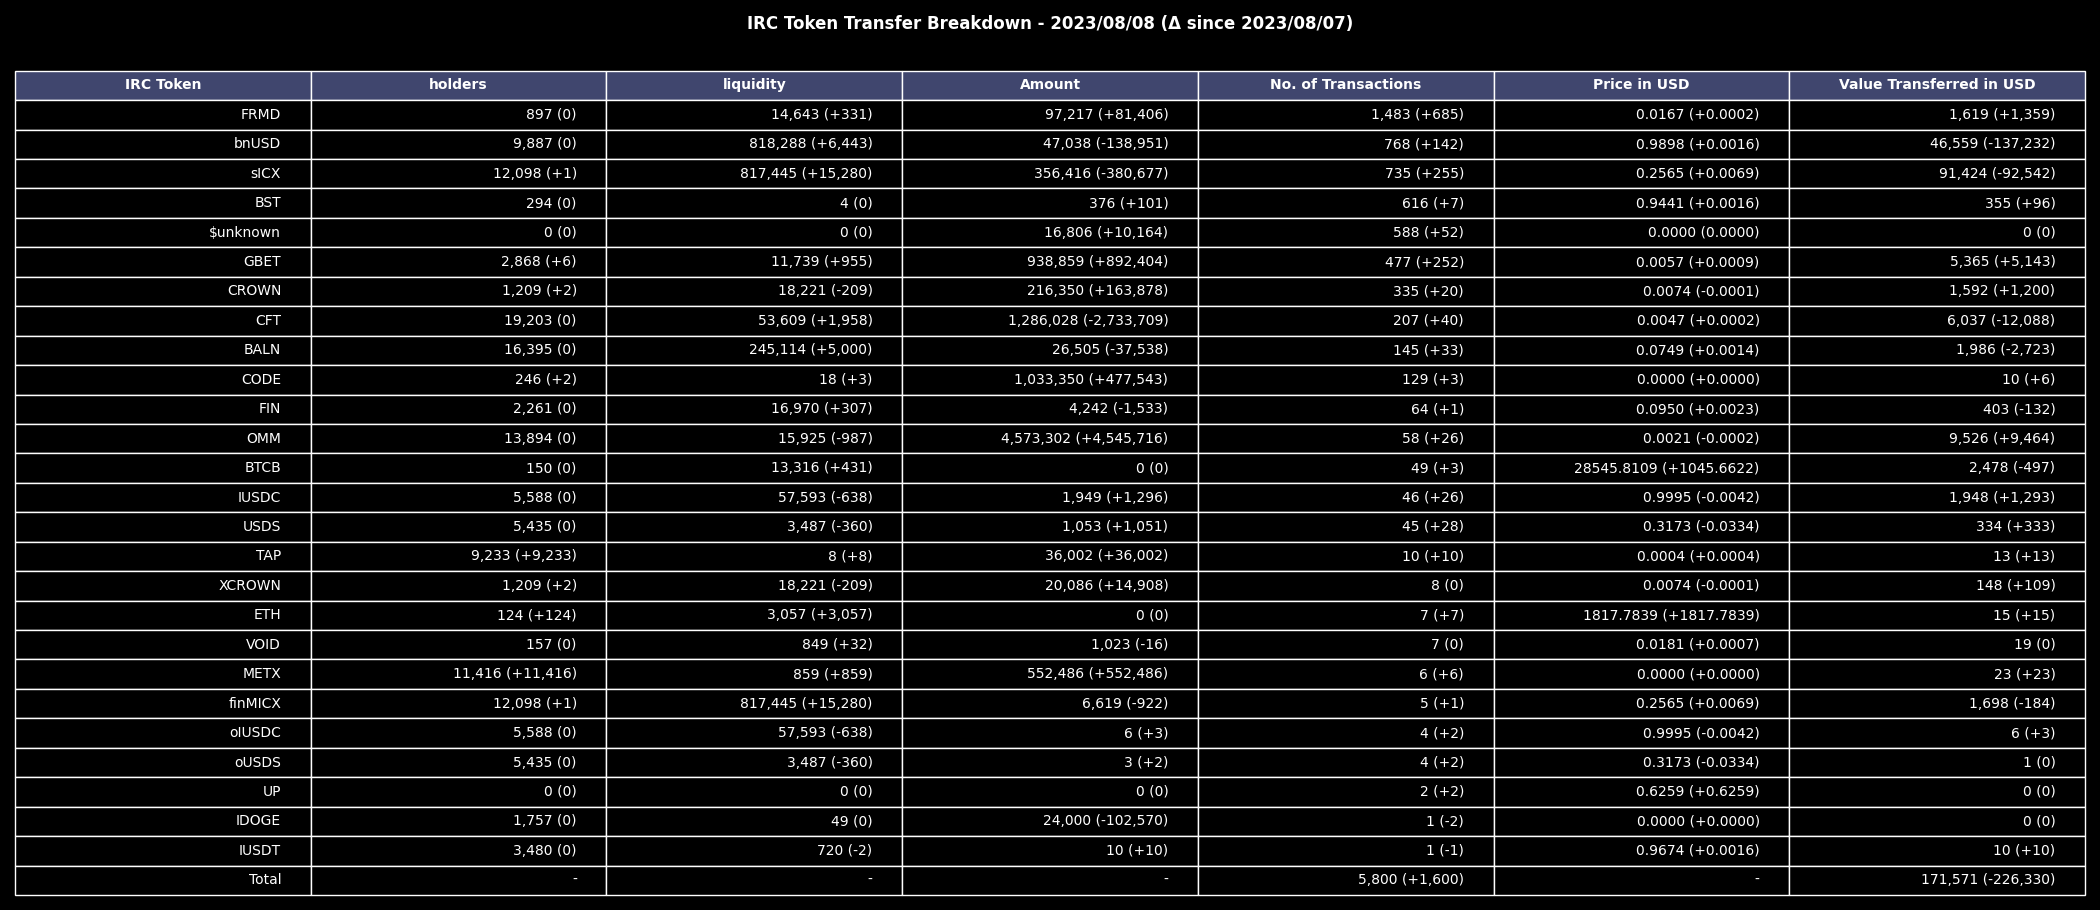 IRC Token Transfer Breakdown - 2023/08/08 (Δ since 2023/08/07)
IRC Token holders liquidity Amount No. of Transactions Price in USD Value Transferred in USD
FRMD 897 (0) 14,643 (+331) 97,217 (+81,406) 1,483 (+685) 0.0167 (+0.0002) 1,619 (+1,359)
bnUSD 9,887 (0) 818,288 (+6,443) 47,038 (-138,951) 768 (+142) 0.9898 (+0.0016) 46,559 (-137,232)
sICX 12,098 (+1) 817,445 (+15,280) 356,416 (-380,677) 735 (+255) 0.2565 (+0.0069) 91,424 (-92,542)
BST 294 (0) 4 (0) 376 (+101) 616 (+7) 0.9441 (+0.0016) 355 (+96)
$unknown 0 (0) 0 (0) 16,806 (+10,164) 588 (+52) 0.0000 (0.0000) 0 (0)
GBET 2,868 (+6) 11,739 (+955) 938,859 (+892,404) 477 (+252) 0.0057 (+0.0009) 5,365 (+5,143)
CROWN 1,209 (+2) 18,221 (-209) 216,350 (+163,878) 335 (+20) 0.0074 (-0.0001) 1,592 (+1,200)
CFT 19,203 (0) 53,609 (+1,958) 1,286,028 (-2,733,709) 207 (+40) 0.0047 (+0.0002) 6,037 (-12,088)
BALN 16,395 (0) 245,114 (+5,000) 26,505 (-37,538) 145 (+33) 0.0749 (+0.0014) 1,986 (-2,723)
CODE 246 (+2) 18 (+3) 1,033,350 (+477,543) 129 (+3) 0.0000 (+0.0000) 10 (+6)
FIN 2,261 (0) 16,970 (+307) 4,242 (-1,533) 64 (+1) 0.0950 (+0.0023) 403 (-132)
OMM 13,894 (0) 15,925 (-987) 4,573,302 (+4,545,716) 58 (+26) 0.0021 (-0.0002) 9,526 (+9,464)
BTCB 150 (0) 13,316 (+431) 0 (0) 49 (+3) 28545.8109 (+1045.6622) 2,478 (-497)
IUSDC 5,588 (0) 57,593 (-638) 1,949 (+1,296) 46 (+26) 0.9995 (-0.0042) 1,948 (+1,293)
USDS 5,435 (0) 3,487 (-360) 1,053 (+1,051) 45 (+28) 0.3173 (-0.0334) 334 (+333)
TAP 9,233 (+9,233) 8 (+8) 36,002 (+36,002) 10 (+10) 0.0004 (+0.0004) 13 (+13)
XCROWN 1,209 (+2) 18,221 (-209) 20,086 (+14,908) 8 (0) 0.0074 (-0.0001) 148 (+109)
ETH 124 (+124) 3,057 (+3,057) 0 (0) 7 (+7) 1817.7839 (+1817.7839) 15 (+15)
VOID 157 (0) 849 (+32) 1,023 (-16) 7 (0) 0.0181 (+0.0007) 19 (0)
METX 11,416 (+11,416) 859 (+859) 552,486 (+552,486) 6 (+6) 0.0000 (+0.0000) 23 (+23)
finMICX 12,098 (+1) 817,445 (+15,280) 6,619 (-922) 5 (+1) 0.2565 (+0.0069) 1,698 (-184)
oIUSDC 5,588 (0) 57,593 (-638) 6 (+3) 4 (+2) 0.9995 (-0.0042) 6 (+3)
oUSDS 5,435 (0) 3,487 (-360) 3 (+2) 4 (+2) 0.3173 (-0.0334) 1 (0)
UP 0 (0) 0 (0) 0 (0) 2 (+2) 0.6259 (+0.6259) 0 (0)
IDOGE 1,757 (0) 49 (0) 24,000 (-102,570) 1 (-2) 0.0000 (+0.0000) 0 (0)
IUSDT 3,480 (0) 720 (-2) 10 (+10) 1 (-1) 0.9674 (+0.0016) 10 (+10)
Total - - - 5,800 (+1,600) - 171,571 (-226,330)